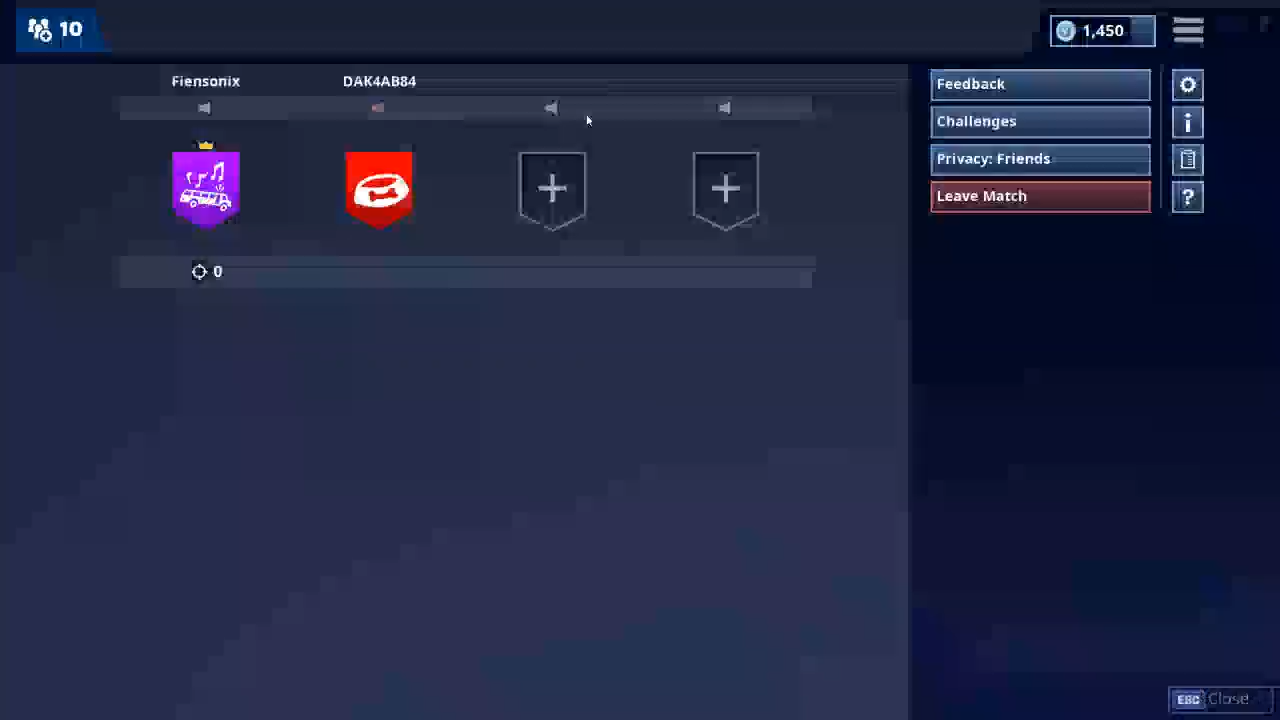 10
1,450
Fiensonix DAK4AB84
Feedback
Challenges
Privacy: Friends
Leave Match
?
0
ESC Close